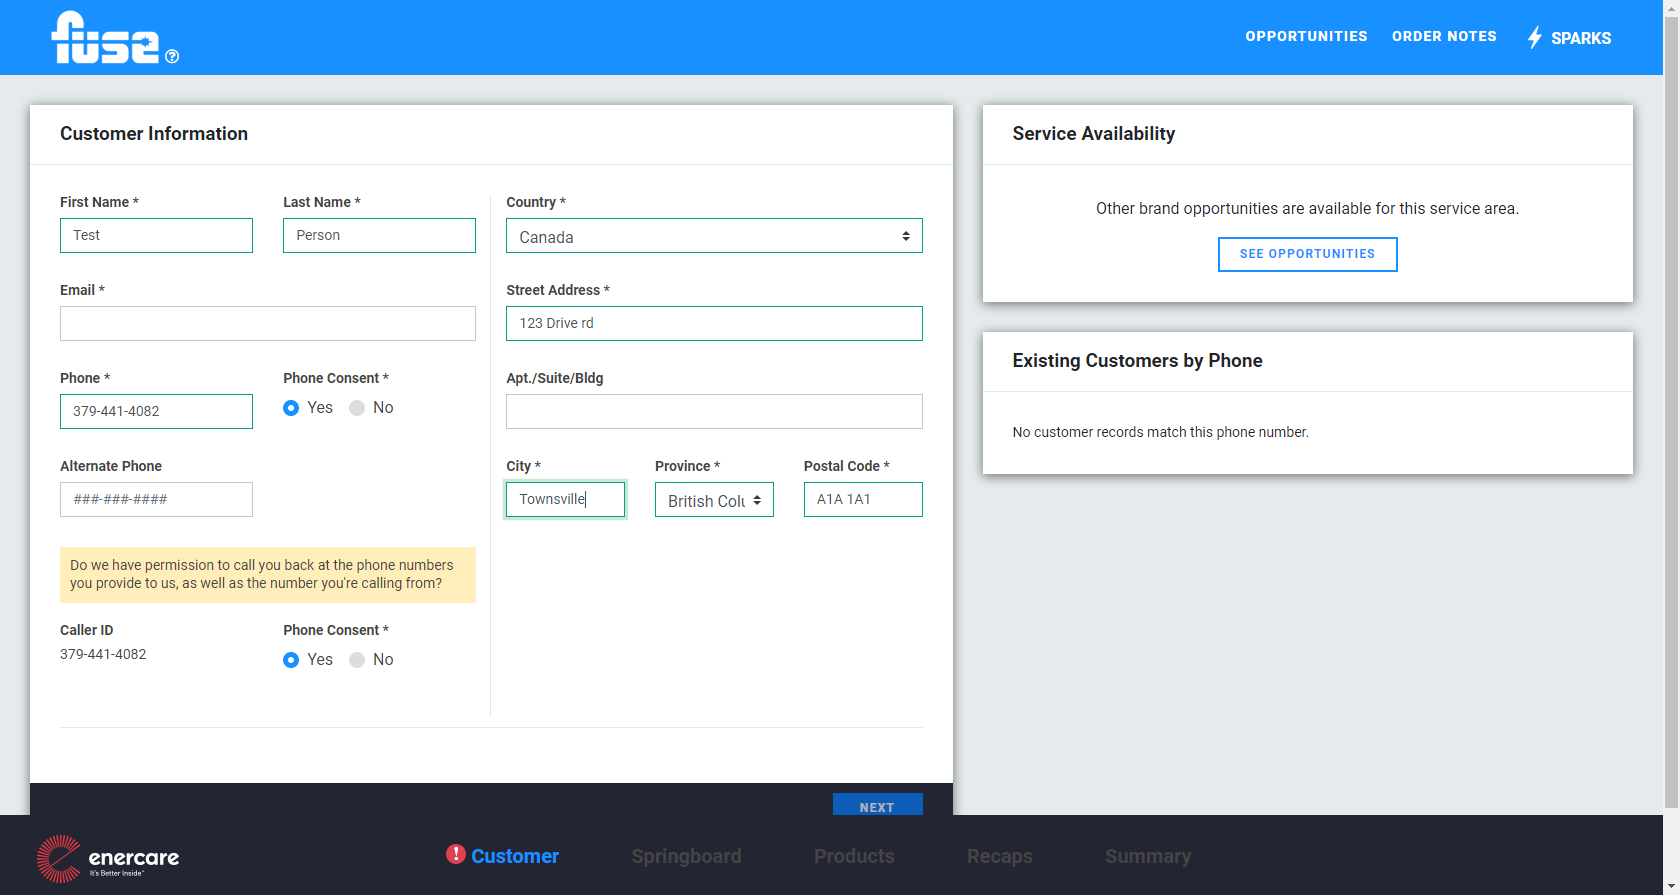 fuse
OPPORTUNITIES
ORDER NOTES
SPARKS
Customer Information
First Name *
Last Name *
Test
Person
Email *
Phone *
Phone Consent *
379-441-4082
Yes
No
Alternate Phone
###-###-####
Do we have permission to call you back at the phone numbers
you provide to us, as well as the number you're calling from?
Caller ID
Phone Consent *
379-441-4082
Yes
No
Country *
Canada
Street Address *
123 Drive rd
Apt./Suite/Bldg
City *
Province *
Postal Code *
Townsville
British Colu
A1A 1A1
NEXT
Service Availability
Other brand opportunities are available for this service area.
SEE OPPORTUNITIES
Existing Customers by Phone
No customer records match this phone number.
enercare
It's Better Inside™
Customer
Springboard
Products
Recaps
Summary